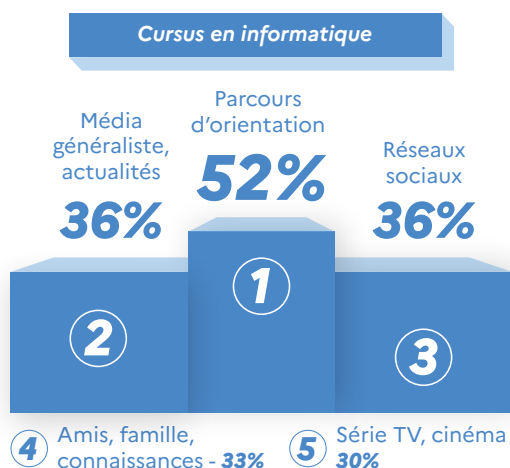 Cursus en informatique
Parcours
d'orientation
52%
Média
généraliste,
actualités
36%
Réseaux
sociaux
36%
1
2
3
4 Amis, famille,
connaissances - 33%
5 Série TV, cinéma
30%